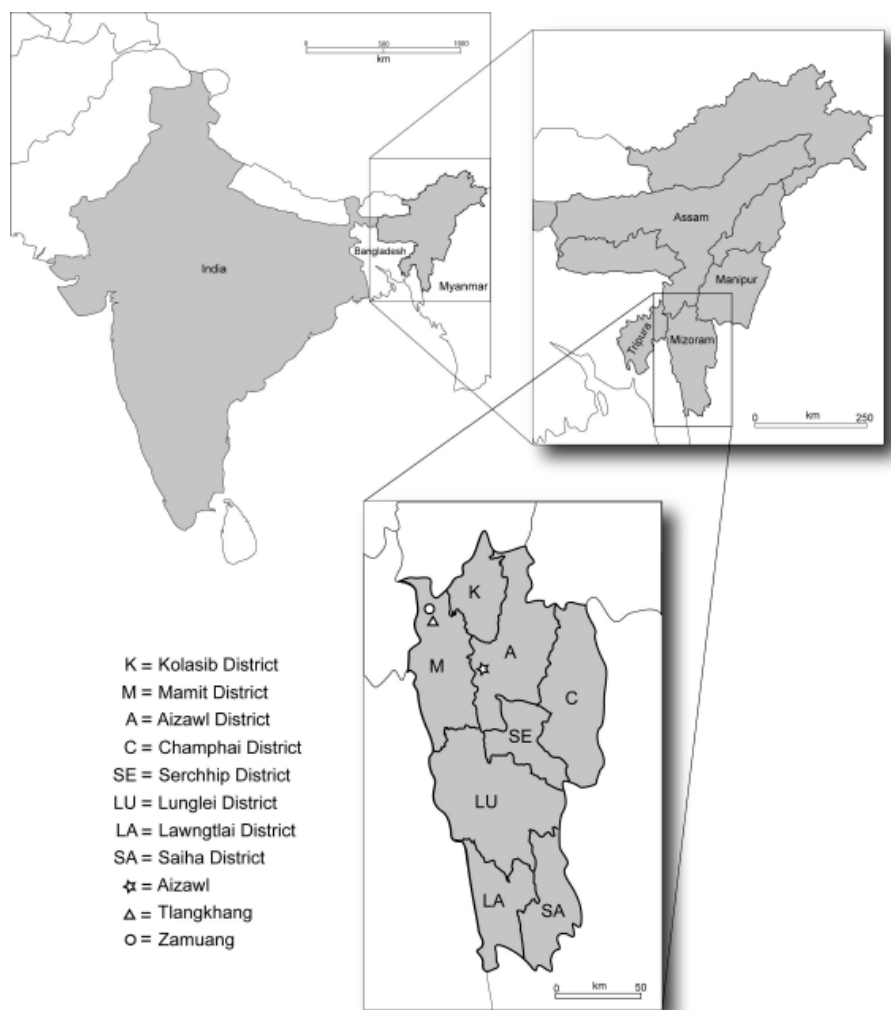 0 500 1000
km
India
Bangladesh
Myanmar
Assam
Manipur
Tripura
Mizoram
km
0 250
K
M
A
C
SE
LU
LA
SA
km
0 50
K = Kolasib District
M = Mamit District
A = Aizawl District
C = Champhai District
SE = Serchhip District
LU = Lunglei District
LA = Lawngtlai District
SA = Saiha District
= Aizawl
= Tlangkhang
= Zamuang